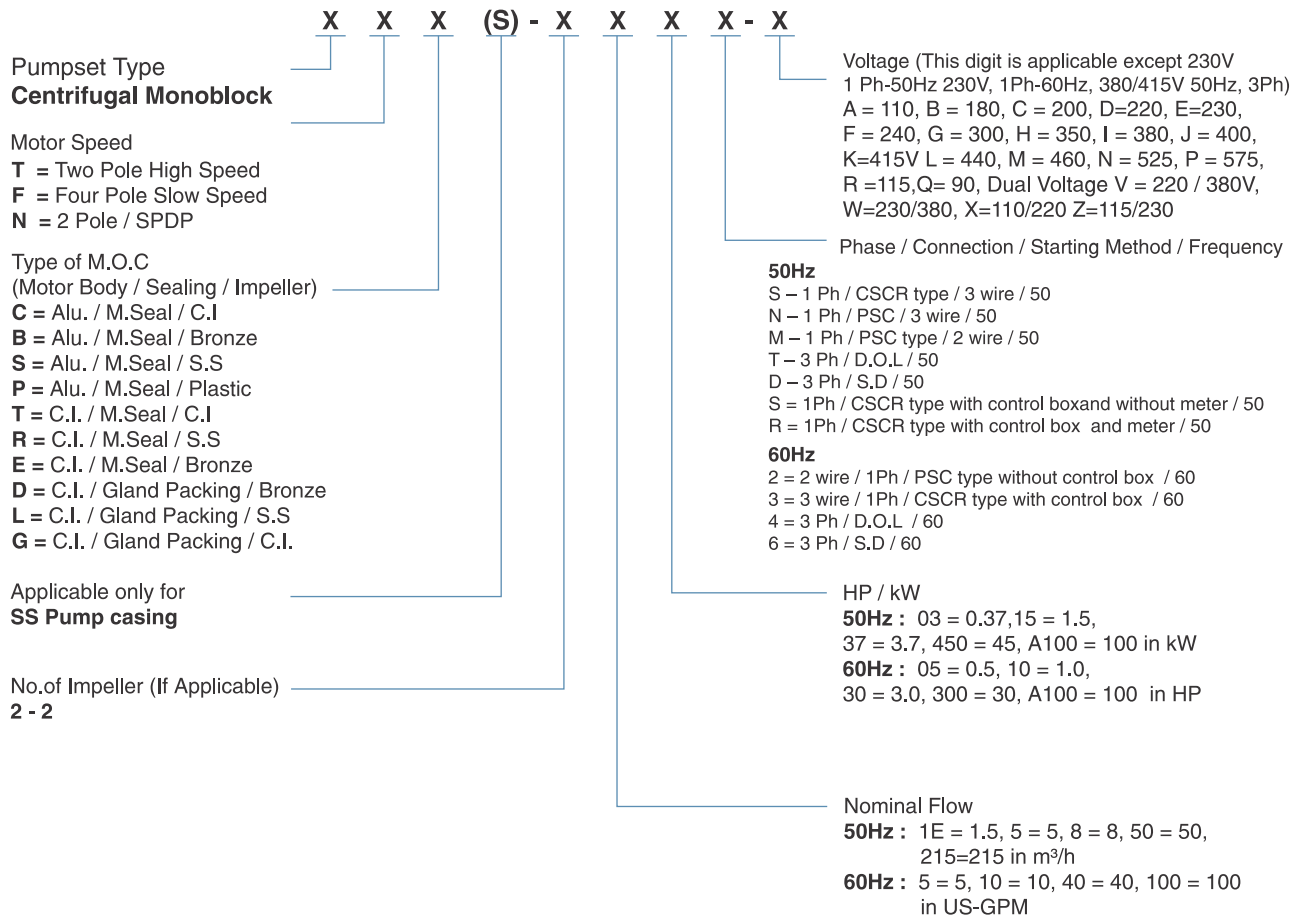 X X X (S) - X X X X - X
Pumpset Type
Centrifugal Monoblock
Motor Speed
T = Two Pole High Speed
F = Four Pole Slow Speed
N = 2 Pole / SPDP
Type of M.O.C
(Motor Body / Sealing / Impeller)
C = Alu. / M.Seal / C.I
B = Alu. / M.Seal / Bronze
S = Alu. / M.Seal / S.S
P = Alu. / M.Seal / Plastic
T = C.I. / M.Seal / C.I
R = C.I. / M.Seal / S.S
E = C.I. / M.Seal / Bronze
D = C.I. / Gland Packing / Bronze
L = C.I. / Gland Packing / S.S
G = C.I. / Gland Packing / C.I.
Applicable only for
SS Pump casing
No.of Impeller (If Applicable)
2 - 2
Voltage (This digit is applicable except 230V
1 Ph-50Hz 230V, 1Ph-60Hz, 380/415V 50Hz, 3Ph)
A = 110, B = 180, C = 200, D=220, E=230,
F = 240, G = 300, H = 350, I = 380, J = 400,
K=415V L = 440, M = 460, N = 525, P = 575,
R =115,Q= 90, Dual Voltage V = 220 / 380V,
W=230/380, X=110/220 Z=115/230
Phase / Connection / Starting Method / Frequency
50Hz
S – 1 Ph / CSCR type / 3 wire / 50
N – 1 Ph / PSC / 3 wire / 50
M – 1 Ph / PSC type / 2 wire / 50
T – 3 Ph / D.O.L / 50
D – 3 Ph / S.D / 50
S = 1Ph / CSCR type with control boxand without meter / 50
R = 1Ph / CSCR type with control box and meter / 50
60Hz
2 = 2 wire / 1Ph / PSC type without control box / 60
3 = 3 wire / 1Ph / CSCR type with control box / 60
4 = 3 Ph / D.O.L / 60
6 = 3 Ph / S.D / 60
HP / kW
50Hz : 03 = 0.37,15 = 1.5,
37 = 3.7, 450 = 45, A100 = 100 in kW
60Hz : 05 = 0.5, 10 = 1.0,
30 = 3.0, 300 = 30, A100 = 100 in HP
Nominal Flow
50Hz : 1E = 1.5, 5 = 5, 8 = 8, 50 = 50,
215=215 in m³/h
60Hz : 5 = 5, 10 = 10, 40 = 40, 100 = 100
in US-GPM